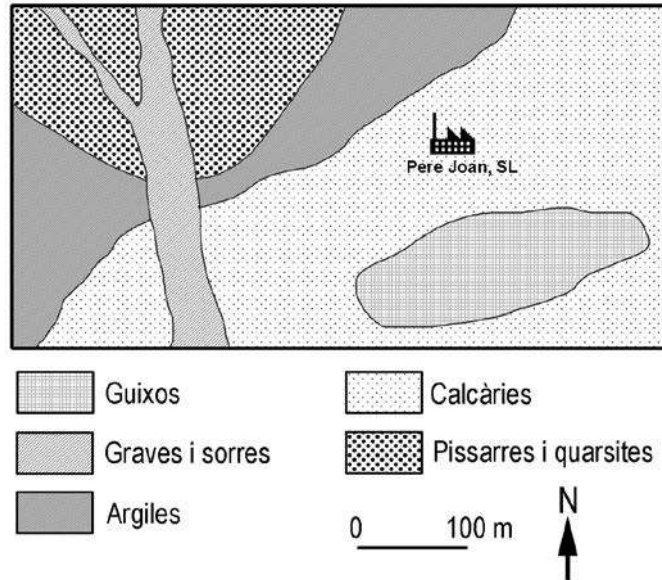 Pere Joan, SL
Guixos
Calcàries
Graves i sorres
Pissarres i quarsites
Argiles
0 100 m
N